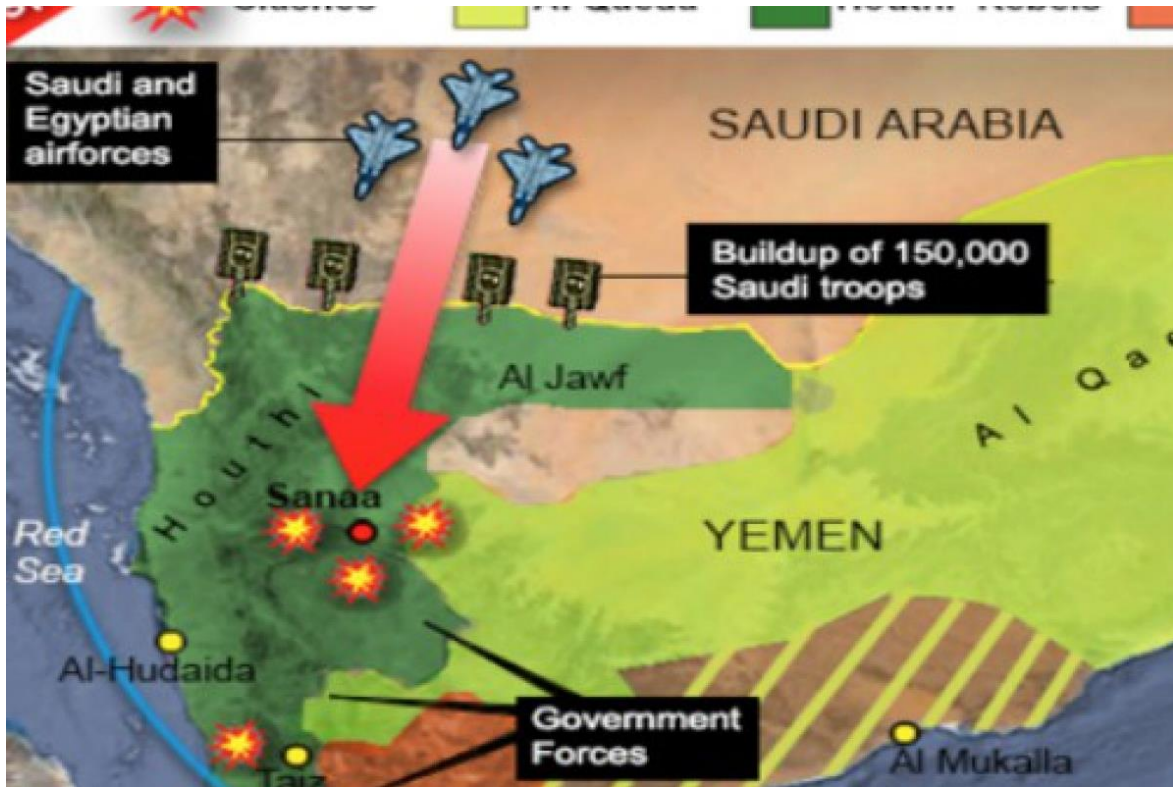 Saudi and
Egyptian
airforces
SAUDI ARABIA
Buildup of 150,000
Saudi troops
Al Jawf
Houthi
Al
Sanaa
YEMEN
Red
Sea
Al-Hudaida
Government
Forces
Taiz
Al Mukalla